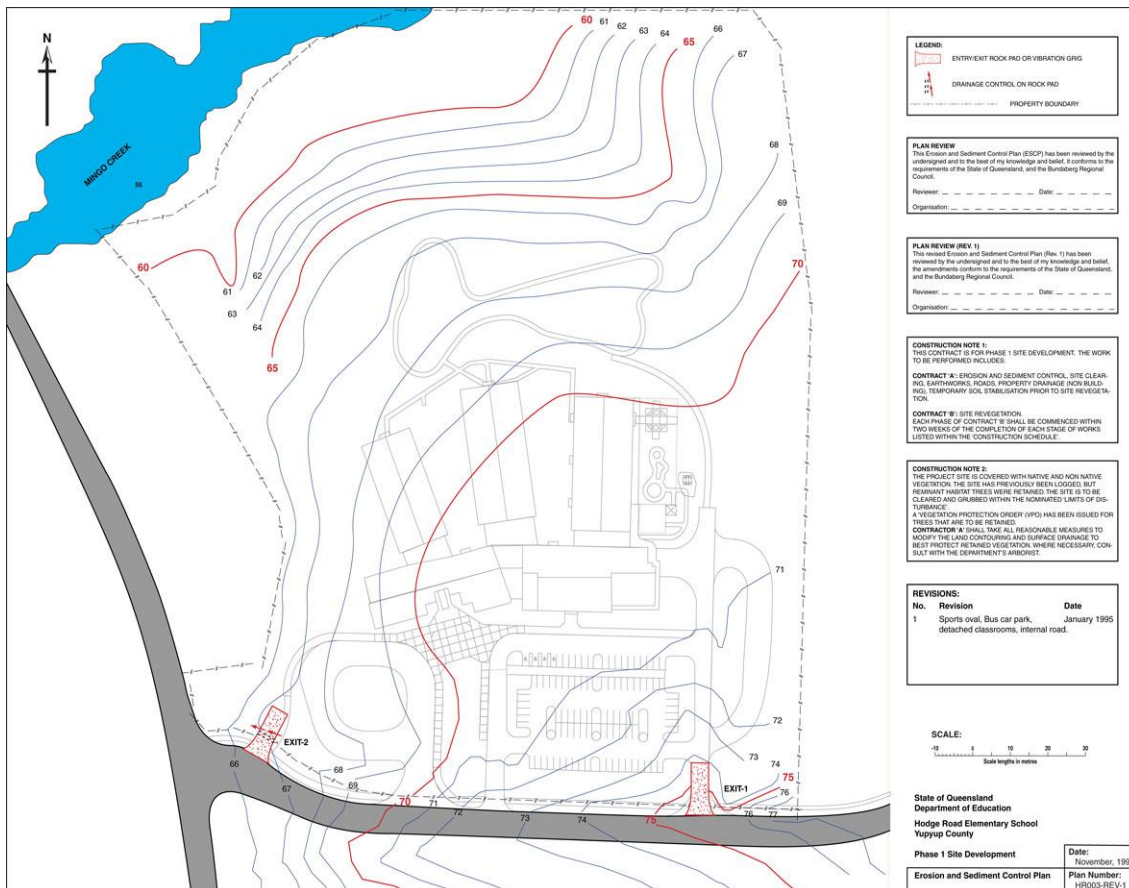 N
MINGO CREEK
60
61
62
63
64
65
66
67
68
69
70
60
61
62
63
64
65
71
72
73
74
75
76
EXIT-1
EXIT-2
66
67
68
69
70
71
72
73
74
75
76
77
LEGEND:
ENTRY/EXIT ROCK PAD OR VIBRATION GRIG
DRAINAGE CONTROL ON ROCK PAD
PROPERTY BOUNDARY
PLAN REVIEW
This Erosion and Sediment Control Plan (ESCP) has been reviewed by the
undersigned and to the best of my knowledge and belief, it conforms to the
requirements of the State of Queensland, and the Bundaberg Regional
Council.
Reviewer: _ _ _ _ _ _ _ _ _ _ Date: _ _ _ _ _
Organisation: _ _ _ _ _ _ _ _ _ _ _ _ _ _ _
PLAN REVIEW (REV. 1)
This revised Erosion and Sediment Control Plan (Rev. 1) has been
reviewed by the undersigned and to the best of my knowledge and belief,
the amendments conform to the requirements of the State of Queensland,
and the Bundaberg Regional Council.
Reviewer: _ _ _ _ _ _ _ _ _ _ Date: _ _ _ _ _
Organisation: _ _ _ _ _ _ _ _ _ _ _ _ _ _ _
CONSTRUCTION NOTE 1:
THIS CONTRACT IS FOR PHASE 1 SITE DEVELOPMENT. THE WORK
TO BE PERFORMED INCLUDES:
CONTRACT 'A': EROSION AND SEDIMENT CONTROL, SITE CLEAR-
ING, EARTHWORKS, ROADS, PROPERTY DRAINAGE (NON BUILD-
ING), TEMPORARY SOIL STABILISATION PRIOR TO SITE REVEGETA-
TION.
CONTRACT 'B': SITE REVEGETATION.
EACH PHASE OF CONTRACT 'B' SHALL BE COMMENCED WITHIN
TWO WEEKS OF THE COMPLETION OF EACH STAGE OF WORKS
LISTED WITHIN THE 'CONSTRUCTION SCHEDULE'.
CONSTRUCTION NOTE 2:
THE PROJECT SITE IS COVERED WITH NATIVE AND NON NATIVE
VEGETATION. THE SITE HAS PREVIOUSLY BEEN LOGGED, BUT
REMINANT HABITAT TREES WERE RETAINED. THE SITE IS TO BE
CLEARED AND GRUBBED WITHIN THE NOMINATED 'LIMITS OF DIS-
TURBANCE'.
A 'VEGETATION PROTECTION ORDER' (VPO) HAS BEEN ISSUED FOR
TREES THAT ARE TO BE RETAINED.
CONTRACTOR 'A' SHALL TAKE ALL REASONABLE MEASURES TO
MODIFY THE LAND CONTOURING AND SURFACE DRAINAGE TO
BEST PROTECT RETAINED VEGETATION. WHERE NECESSARY, CON-
SULT WITH THE DEPARTMENT'S ARBORIST.
REVISIONS:
No. Revision Date
1 Sports oval, Bus car park, January 1995
detached classrooms, internal road.
SCALE:
-10 0 10 20 30
Scale lengths in metres
State of Queensland
Department of Education
Hodge Road Elementary School
Yupyup County
Phase 1 Site Development
Date:
November, 199
Erosion and Sediment Control Plan
Plan Number:
HR003-REV-1